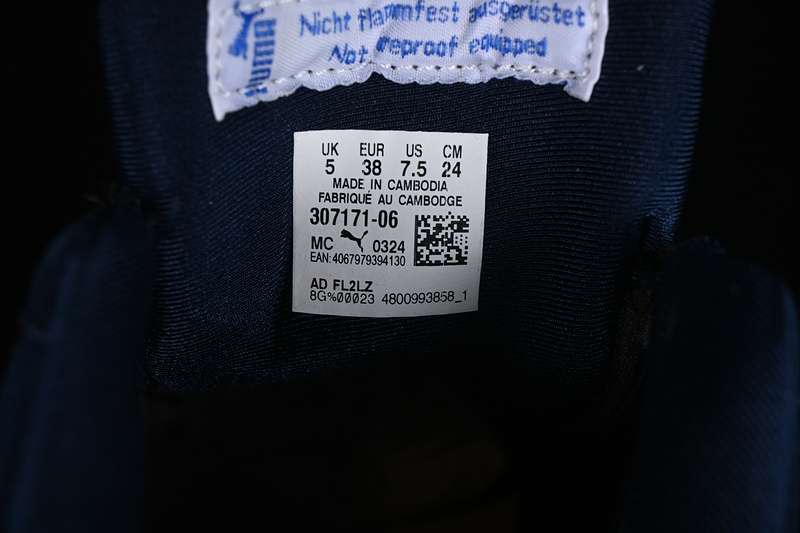 PUMA
Nicht flammfest ausgerüstet
Not fireproof equipped
UK EUR US CM
5 38 7.5 24
MADE IN CAMBODIA
FABRIQUÉ AU CAMBODGE
307171-06
MC 0324
EAN:4067979394130
AD FL2LZ
8G%00023 4800993858_1